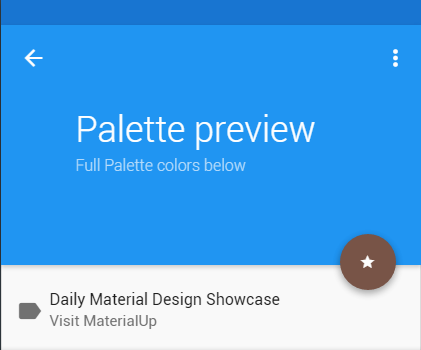 Palette preview
Full Palette colors below
Daily Material Design Showcase
Visit MaterialUp